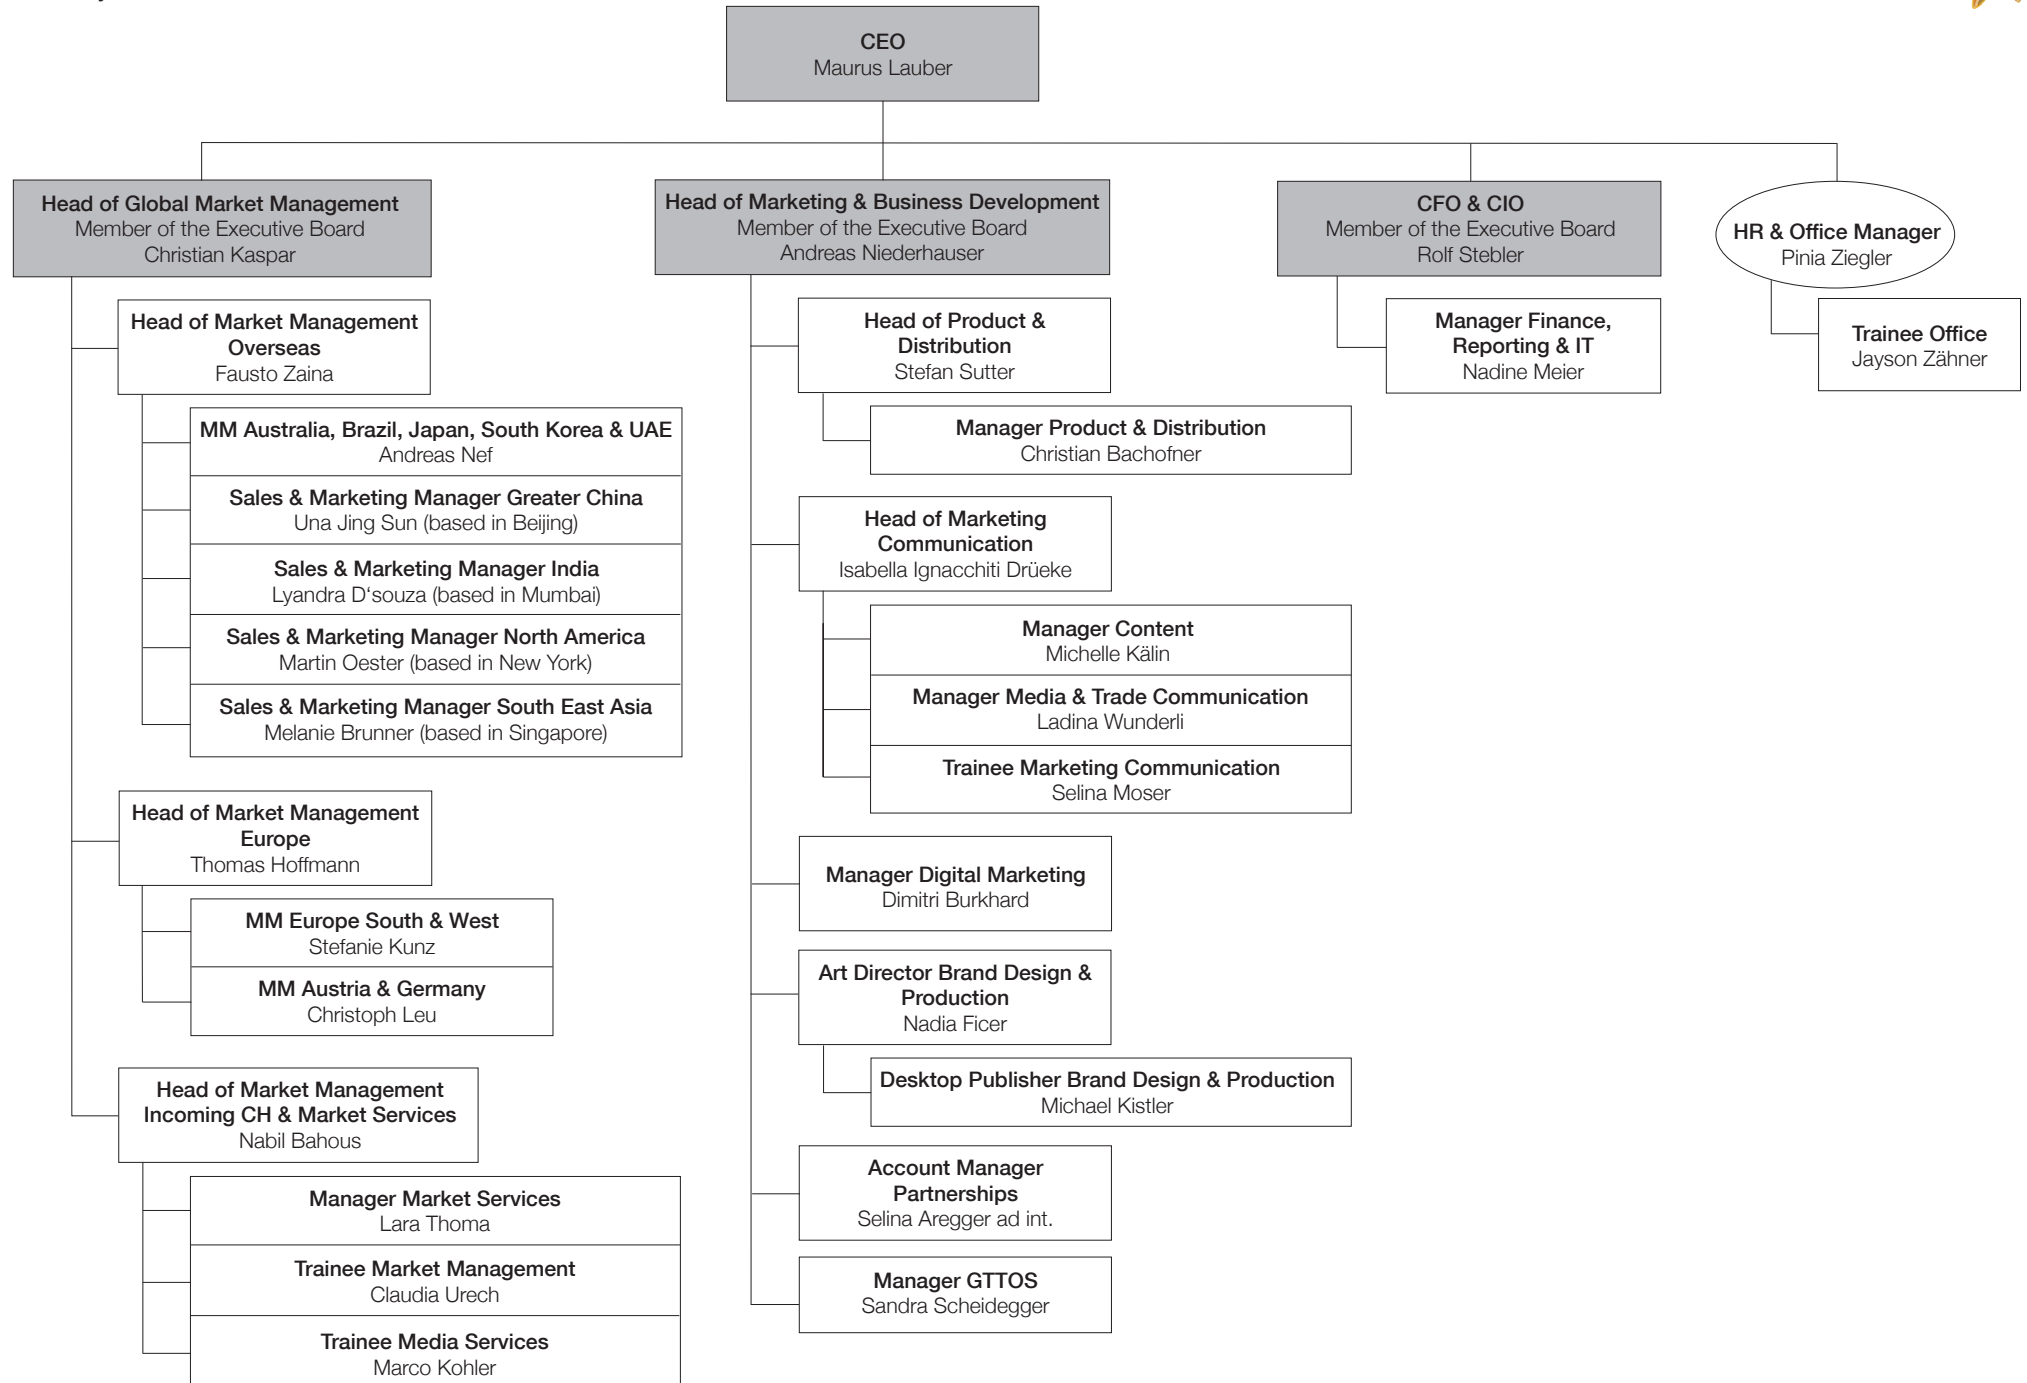 CEO
Maurus Lauber
Head of Global Market Management
Member of the Executive Board
Christian Kaspar
Head of Market Management
Overseas
Fausto Zaina
MM Australia, Brazil, Japan, South Korea & UAE
Andreas Nef
Sales & Marketing Manager Greater China
Una Jing Sun (based in Beijing)
Sales & Marketing Manager India
Lyandra D‘souza (based in Mumbai)
Sales & Marketing Manager North America
Martin Oester (based in New York)
Sales & Marketing Manager South East Asia
Melanie Brunner (based in Singapore)
Head of Market Management
Europe
Thomas Hoffmann
MM Europe South & West
Stefanie Kunz
MM Austria & Germany
Christoph Leu
Head of Market Management
Incoming CH & Market Services
Nabil Bahous
Manager Market Services
Lara Thoma
Trainee Market Management
Claudia Urech
Trainee Media Services
Marco Kohler
Head of Marketing & Business Development
Member of the Executive Board
Andreas Niederhauser
Head of Product &
Distribution
Stefan Sutter
Manager Product & Distribution
Christian Bachofner
Head of Marketing
Communication
Isabella Ignacchiti Drüeke
Manager Content
Michelle Kälin
Manager Media & Trade Communication
Ladina Wunderli
Trainee Marketing Communication
Selina Moser
Manager Digital Marketing
Dimitri Burkhard
Art Director Brand Design &
Production
Nadia Ficer
Desktop Publisher Brand Design & Production
Michael Kistler
Account Manager
Partnerships
Selina Aregger ad int.
Manager GTTOS
Sandra Scheidegger
CFO & CIO
Member of the Executive Board
Rolf Stebler
Manager Finance,
Reporting & IT
Nadine Meier
HR & Office Manager
Pinia Ziegler
Trainee Office
Jayson Zähner